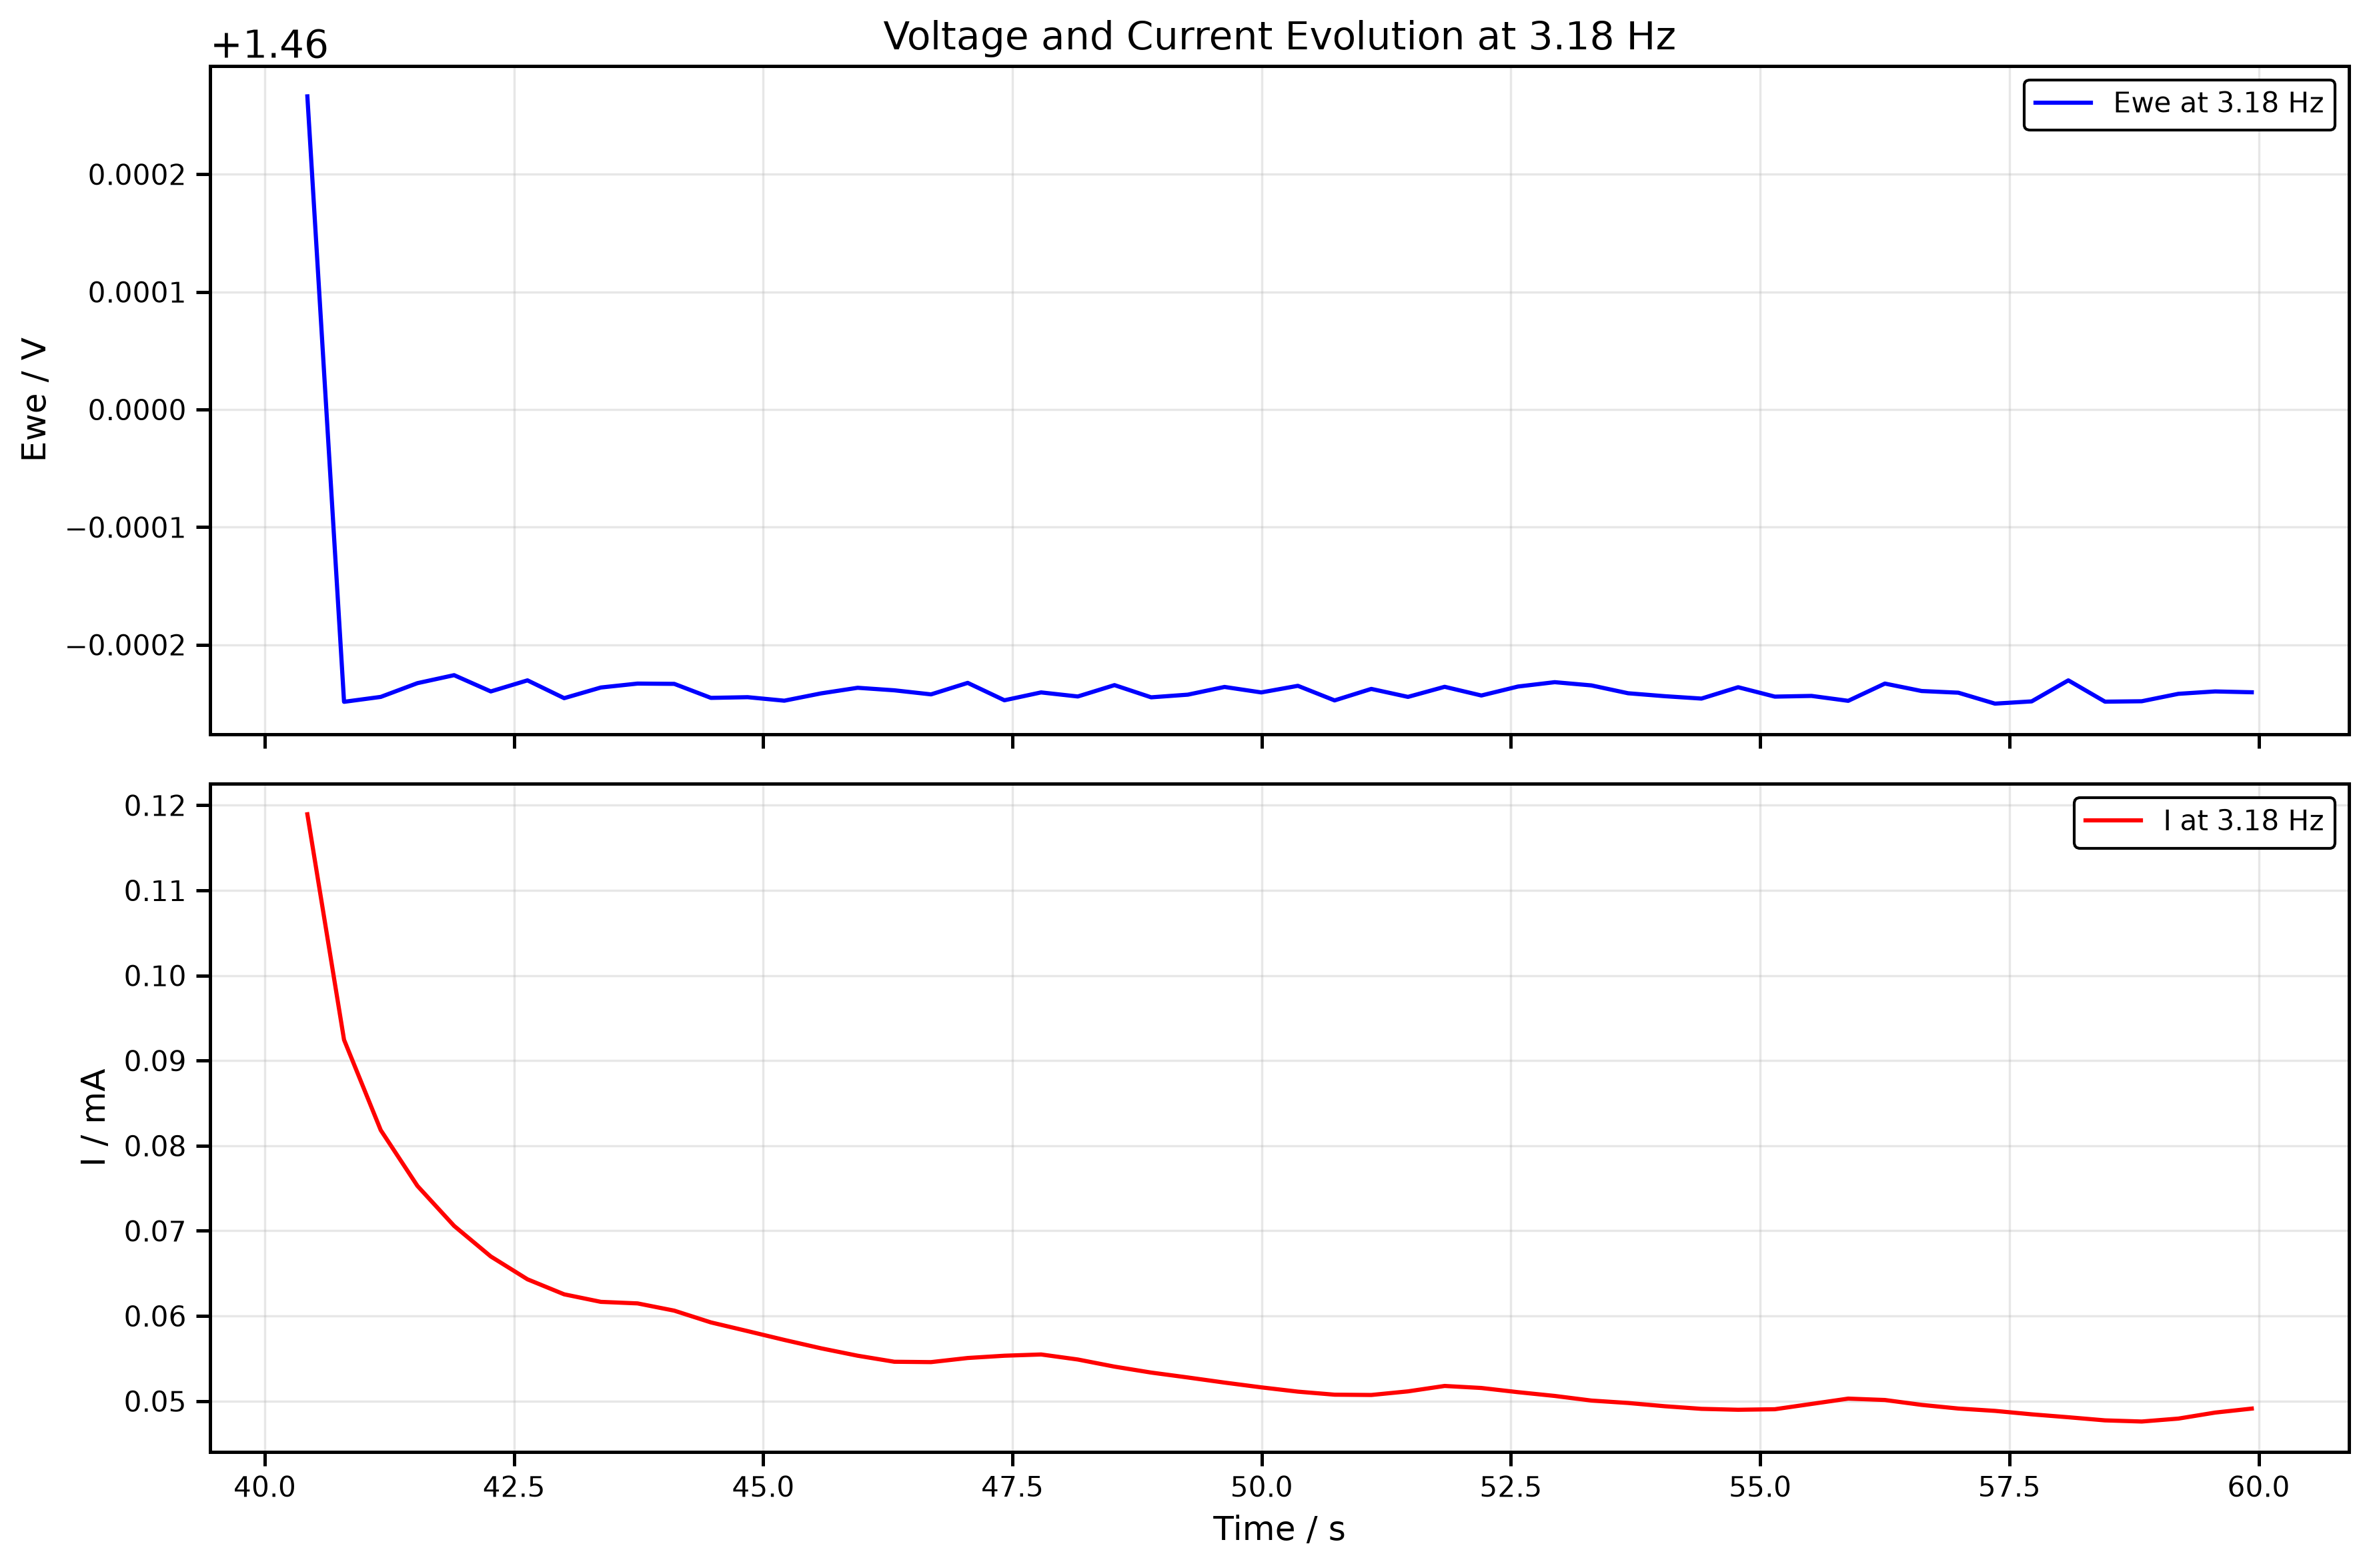 Voltage and Current Evolution at 3.18 Hz
+1.46
Ewe at 3.18 Hz
0.0002
0.0001
0.0000
−0.0001
−0.0002
Ewe / V
I at 3.18 Hz
0.12
0.11
0.10
0.09
0.08
0.07
0.06
0.05
I / mA
40.0 42.5 45.0 47.5 50.0 52.5 55.0 57.5 60.0
Time / s